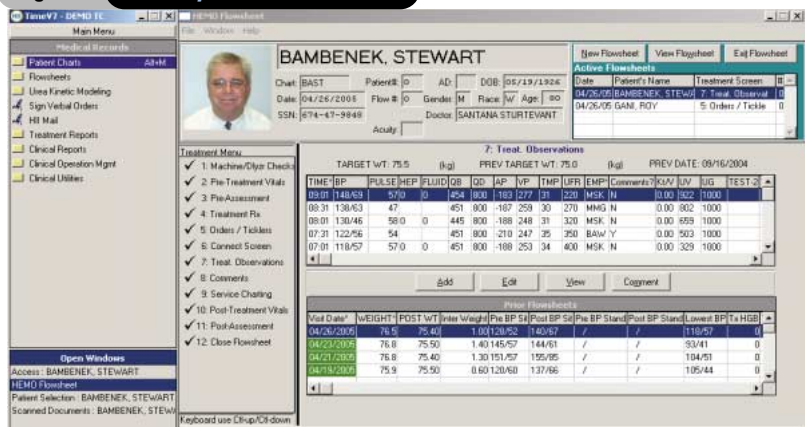 TimeV7 - DEMO TC
HEMO Flowsheet
Main Menu
File Window Help
Medical Records
Patient Charts Alt+M
Flowsheets
Urea Kinetic Modeling
Sign Verbal Orders
HII Mail
Treatment Reports
Clinical Reports
Clinical Operation Mgmt
Clinical Utilities
Open Windows
Access : BAMBENEK, STEWART
HEMO Flowsheet
Patient Selection : BAMBENEK, STEWART
Scanned Documents : BAMBENEK, STEW
BAMBENEK, STEWART
Chart: BAST Patient#: 0 AD: DOB: 05/19/1926
Date: 04/26/2005 Flow #: 0 Gender: M Race: W Age:
SSN: 674-47-9849 Doctor: SANTANA STURTEVANT
Acuity:
New Flowsheet View Flowsheet Exit Flowsheet
Active Flowsheets
Date Patient's Name Treatment Screen
04/26/05 BAMBENEK, STEW 7: Treat. Observat 0
04/26/05 GANI, ROY 5: Orders / Tickle 0
Treatment Menu
1: Machine/Dlyzr Checks
2: Pre-Treatment Vitals
3: Pre-Assessment
4: Treatment Rx
5: Orders / Ticklers
6: Connect Screen
7: Treat. Observations
8: Comments
9: Service Charting
10: Post-Treatment Vitals
11: Post-Assessment
12: Close Flowsheet
Keyboard use Ctl-up/Ctl-down
7: Treat. Observations
TARGET WT: 75.5 (kg) PREV TARGET WT: 75.0 (kg) PREV DATE: 09/16/2004
TIME* BP PULSE HEP FLUID QB QD AP VP TMP UFR EMP* Comments? Kt/V UV UG TEST-2
09:01 148/69 57 0 0 454 800 -183 277 31 220 MSK N 0.00 922 1000
08:31 138/63 47 451 800 -187 259 30 270 MMG N 0.00 802 1000
08:01 130/46 58 0 0 445 800 -188 248 31 320 MSK N 0.00 659 1000
07:31 122/56 54 451 800 -210 247 35 350 BAW Y 0.00 503 1000
07:01 118/57 57 0 0 451 800 -188 253 34 400 MSK N 0.00 329 1000
Add Edit View Comment
Prior Flowsheets
Visit Date* WEIGHT* POST WT Inter Weight Pre BP Sit Post BP Sit Pre BP Stand Post BP Stand Lowest BP Tx HGB
04/26/2005 76.5 75.40 1.00 128/52 140/67 / / 118/57 0
04/23/2005 76.8 75.50 1.40 145/57 144/61 / / 93/41 0
04/21/2005 76.8 75.40 1.30 151/57 155/85 / / 104/51 0
04/19/2005 75.9 75.50 0.60 120/60 137/66 / / 105/44 0